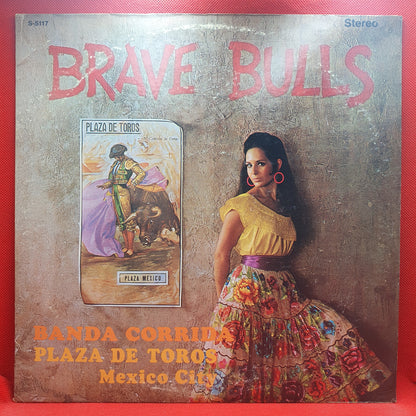 S-5117
Stereo
BRAVE BULLS
PLAZA DE TOROS
PLAZA MEXICO
BANDA CORRIDA
PLAZA DE TOROS
Mexico City